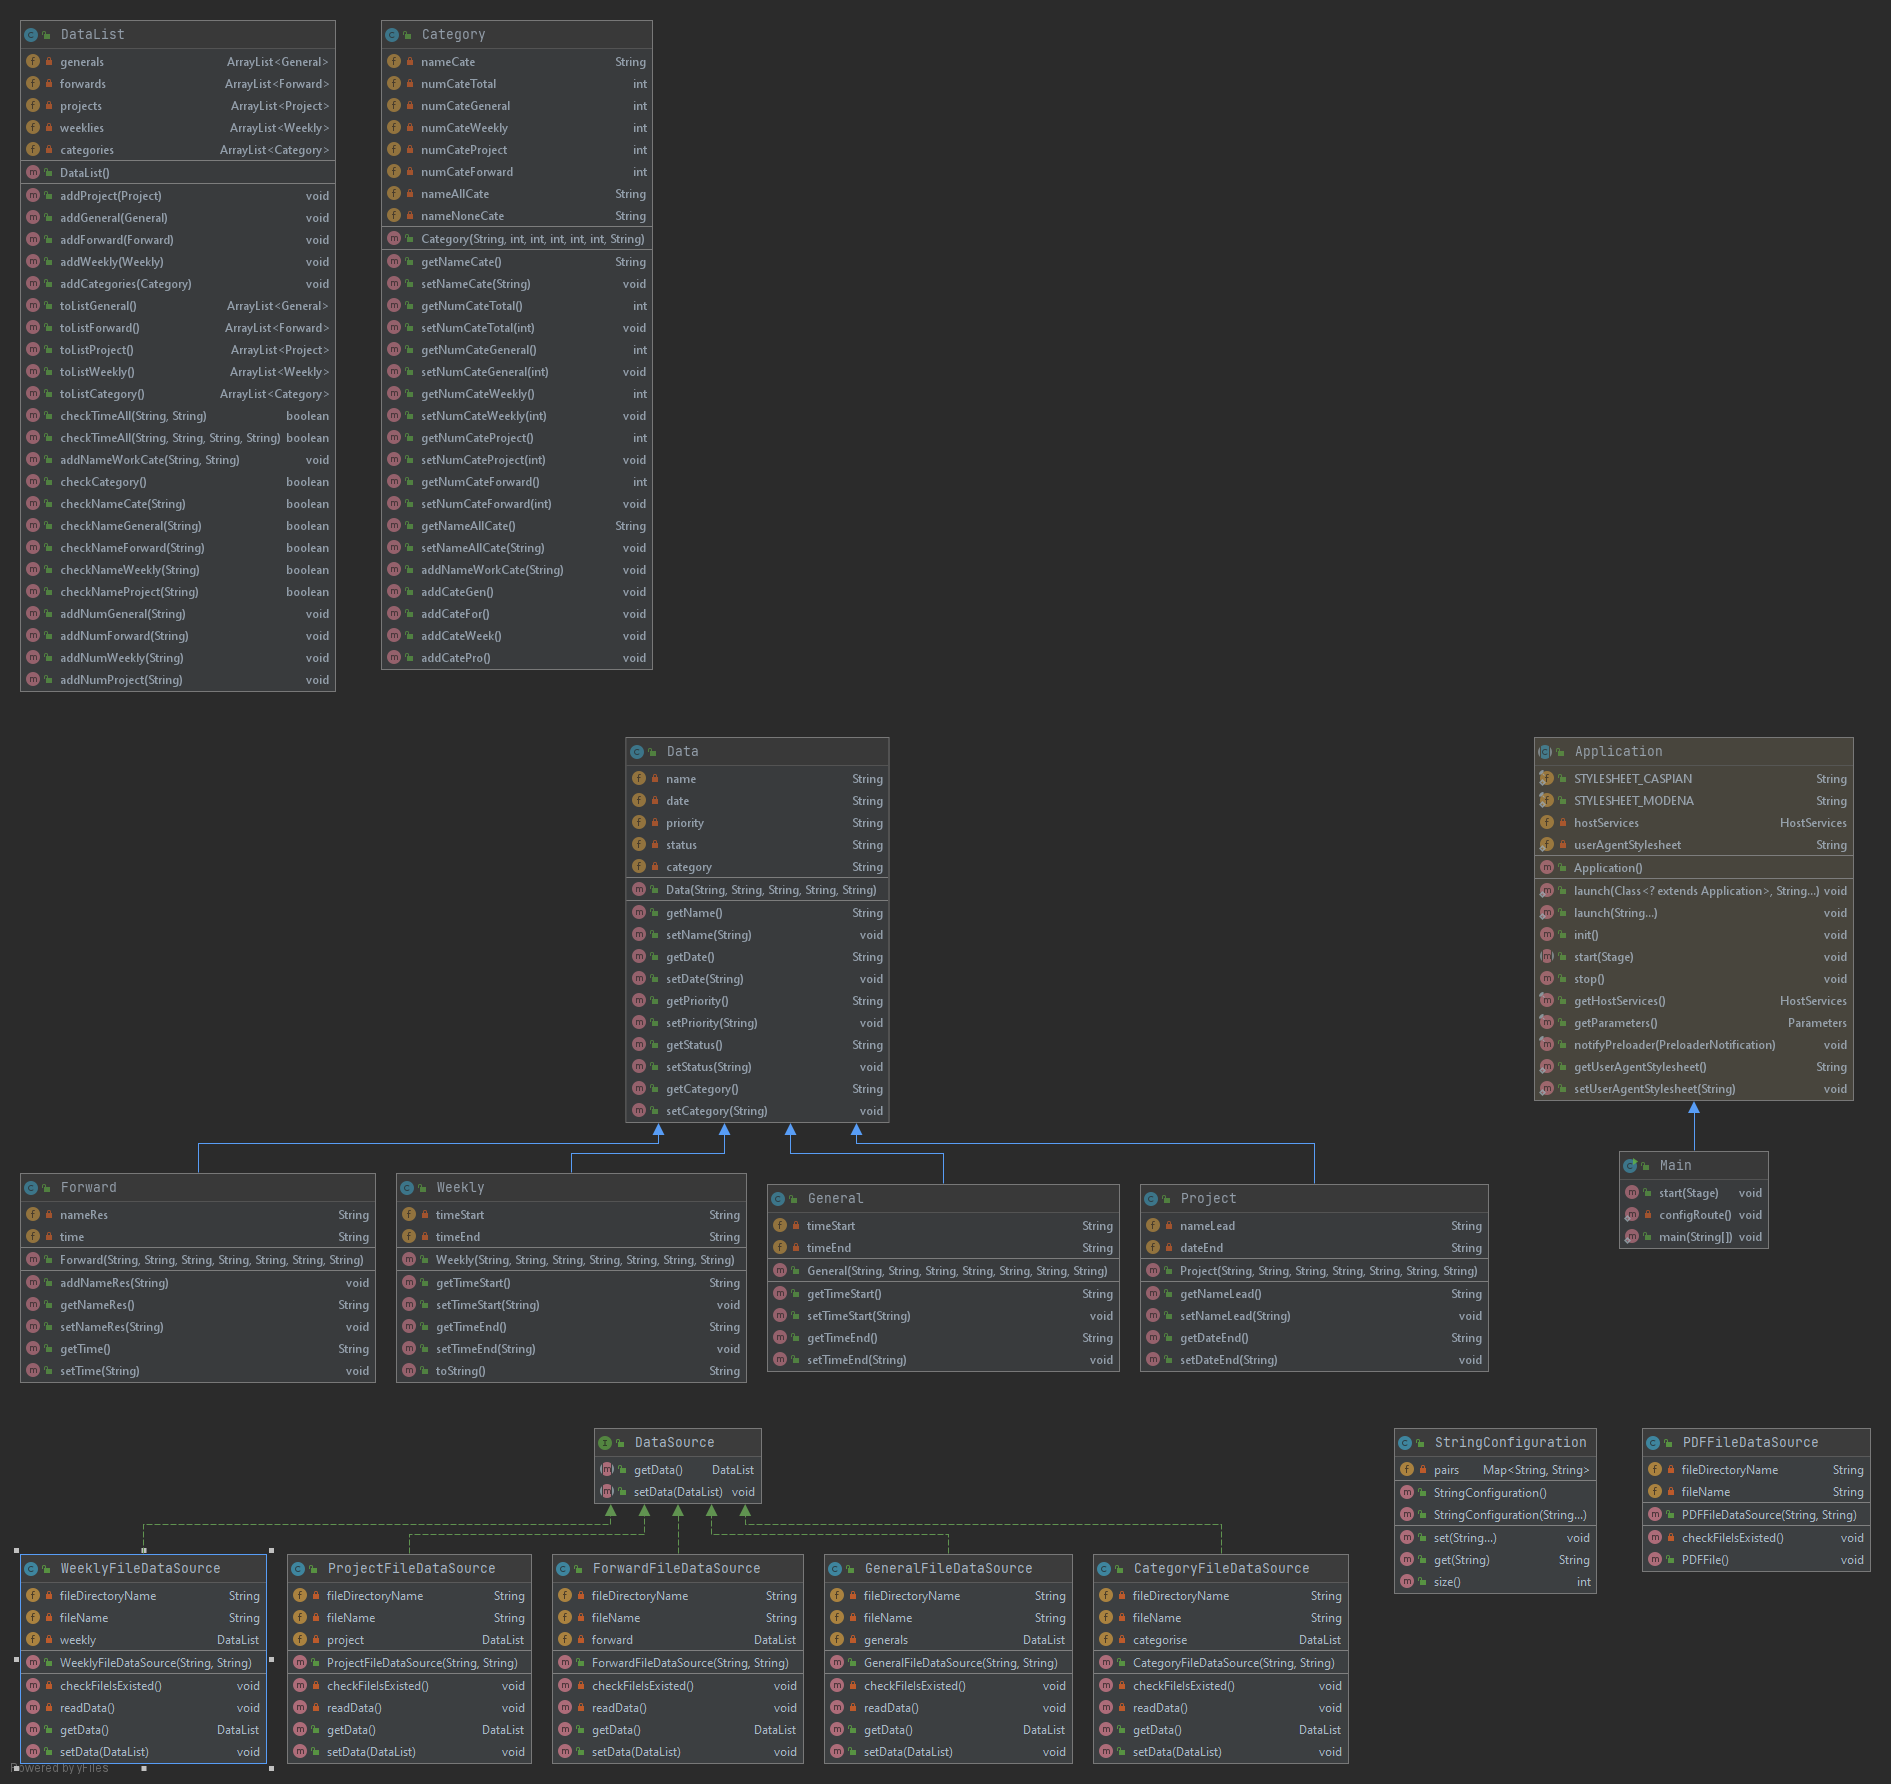 DataList
generals ArrayList<General>
forwards ArrayList<Forward>
projects ArrayList<Project>
weeklies ArrayList<Weekly>
categories ArrayList<Category>
DataList()
addProject(Project) void
addGeneral(General) void
addForward(Forward) void
addWeekly(Weekly) void
addCategories(Category) void
toListGeneral() ArrayList<General>
toListForward() ArrayList<Forward>
toListProject() ArrayList<Project>
toListWeekly() ArrayList<Weekly>
toListCategory() ArrayList<Category>
checkTimeAll(String, String) boolean
checkTimeAll(String, String, String, String) boolean
addNameWorkCate(String, String) void
checkCategory() boolean
checkNameCate(String) boolean
checkNameGeneral(String) boolean
checkNameForward(String) boolean
checkNameWeekly(String) boolean
checkNameProject(String) boolean
addNumGeneral(String) void
addNumForward(String) void
addNumWeekly(String) void
addNumProject(String) void
Category
nameCate String
numCateTotal int
numCateGeneral int
numCateWeekly int
numCateProject int
numCateForward int
nameAllCate String
nameNoneCate String
Category(String, int, int, int, int, int, String)
getNameCate() String
setNameCate(String) void
getNumCateTotal() int
setNumCateTotal(int) void
getNumCateGeneral() int
setNumCateGeneral(int) void
getNumCateWeekly() int
setNumCateWeekly(int) void
getNumCateProject() int
setNumCateProject(int) void
getNumCateForward() int
setNumCateForward(int) void
getNameAllCate() String
setNameAllCate(String) void
addNameWorkCate(String) void
addCateGen() void
addCateFor() void
addCateWeek() void
addCatePro() void
Data
name String
date String
priority String
status String
category String
Data(String, String, String, String, String)
getName() String
setName(String) void
getDate() String
setDate(String) void
getPriority() String
setPriority(String) void
getStatus() String
setStatus(String) void
getCategory() String
setCategory(String) void
Application
STYLESHEET_CASPIAN String
STYLESHEET_MODENA String
hostServices HostServices
userAgentStylesheet String
Application()
launch(Class<? extends Application>, String...) void
launch(String...) void
init() void
start(Stage) void
stop() void
getHostServices() HostServices
getParameters() Parameters
notifyPreloader(PreloaderNotification) void
getUserAgentStylesheet() String
setUserAgentStylesheet(String) void
Main
start(Stage) void
configRoute() void
main(String[]) void
Forward
nameRes String
time String
Forward(String, String, String, String, String, String, String)
addNameRes(String) void
getNameRes() String
setNameRes(String) void
getTime() String
setTime(String) void
Weekly
timeStart String
timeEnd String
Weekly(String, String, String, String, String, String, String)
getTimeStart() String
setTimeStart(String) void
getTimeEnd() String
setTimeEnd(String) void
toString() String
General
timeStart String
timeEnd String
General(String, String, String, String, String, String, String)
getTimeStart() String
setTimeStart(String) void
getTimeEnd() String
setTimeEnd(String) void
Project
nameLead String
dateEnd String
Project(String, String, String, String, String, String, String)
getNameLead() String
setNameLead(String) void
getDateEnd() String
setDateEnd(String) void
DataSource
getData() DataList
setData(DataList) void
StringConfiguration
pairs Map<String, String>
StringConfiguration()
StringConfiguration(String...)
set(String...) void
get(String) String
size() int
PDFFileDataSource
fileDirectoryName String
fileName String
PDFFileDataSource(String, String)
checkFileIsExisted() void
PDFFile() void
WeeklyFileDataSource
fileDirectoryName String
fileName String
weekly DataList
WeeklyFileDataSource(String, String)
checkFileIsExisted() void
readData() void
getData() DataList
setData(DataList) void
ProjectFileDataSource
fileDirectoryName String
fileName String
project DataList
ProjectFileDataSource(String, String)
checkFileIsExisted() void
readData() void
getData() DataList
setData(DataList) void
ForwardFileDataSource
fileDirectoryName String
fileName String
forward DataList
ForwardFileDataSource(String, String)
checkFileIsExisted() void
readData() void
getData() DataList
setData(DataList) void
GeneralFileDataSource
fileDirectoryName String
fileName String
generals DataList
GeneralFileDataSource(String, String)
checkFileIsExisted() void
readData() void
getData() DataList
setData(DataList) void
CategoryFileDataSource
fileDirectoryName String
fileName String
categorise DataList
CategoryFileDataSource(String, String)
checkFileIsExisted() void
readData() void
getData() DataList
setData(DataList) void
Powered by yFiles